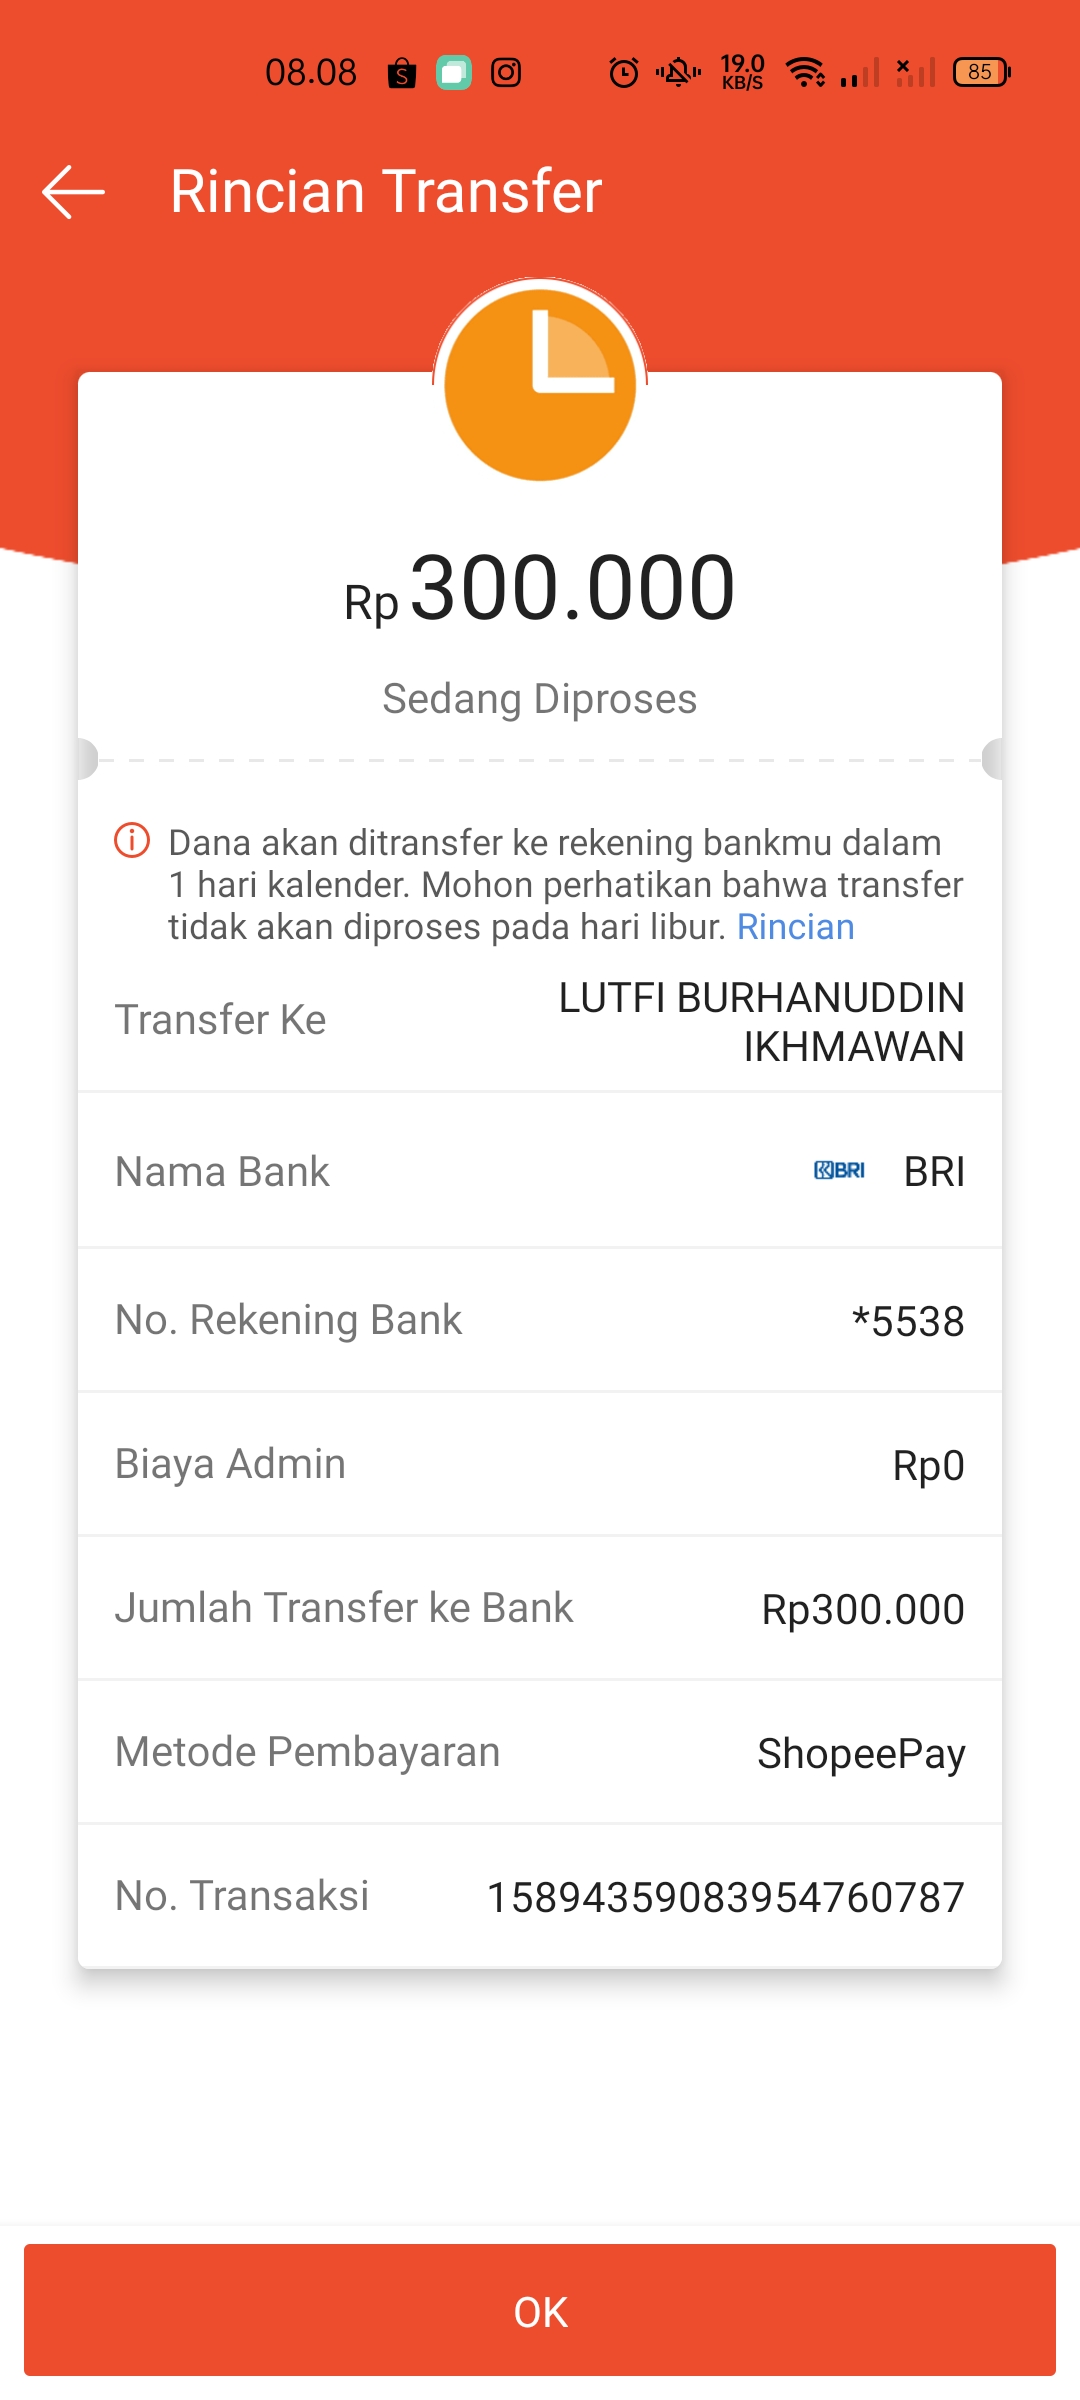 08.08
19.0
KB/S
85
Rincian Transfer
Rp300.000
Sedang Diproses
Dana akan ditransfer ke rekening bankmu dalam
1 hari kalender. Mohon perhatikan bahwa transfer
tidak akan diproses pada hari libur. Rincian
Transfer Ke LUTFI BURHANUDDIN
IKHMAWAN
Nama Bank BRI BRI
No. Rekening Bank *5538
Biaya Admin Rp0
Jumlah Transfer ke Bank Rp300.000
Metode Pembayaran ShopeePay
No. Transaksi 15894359083954760787
OK